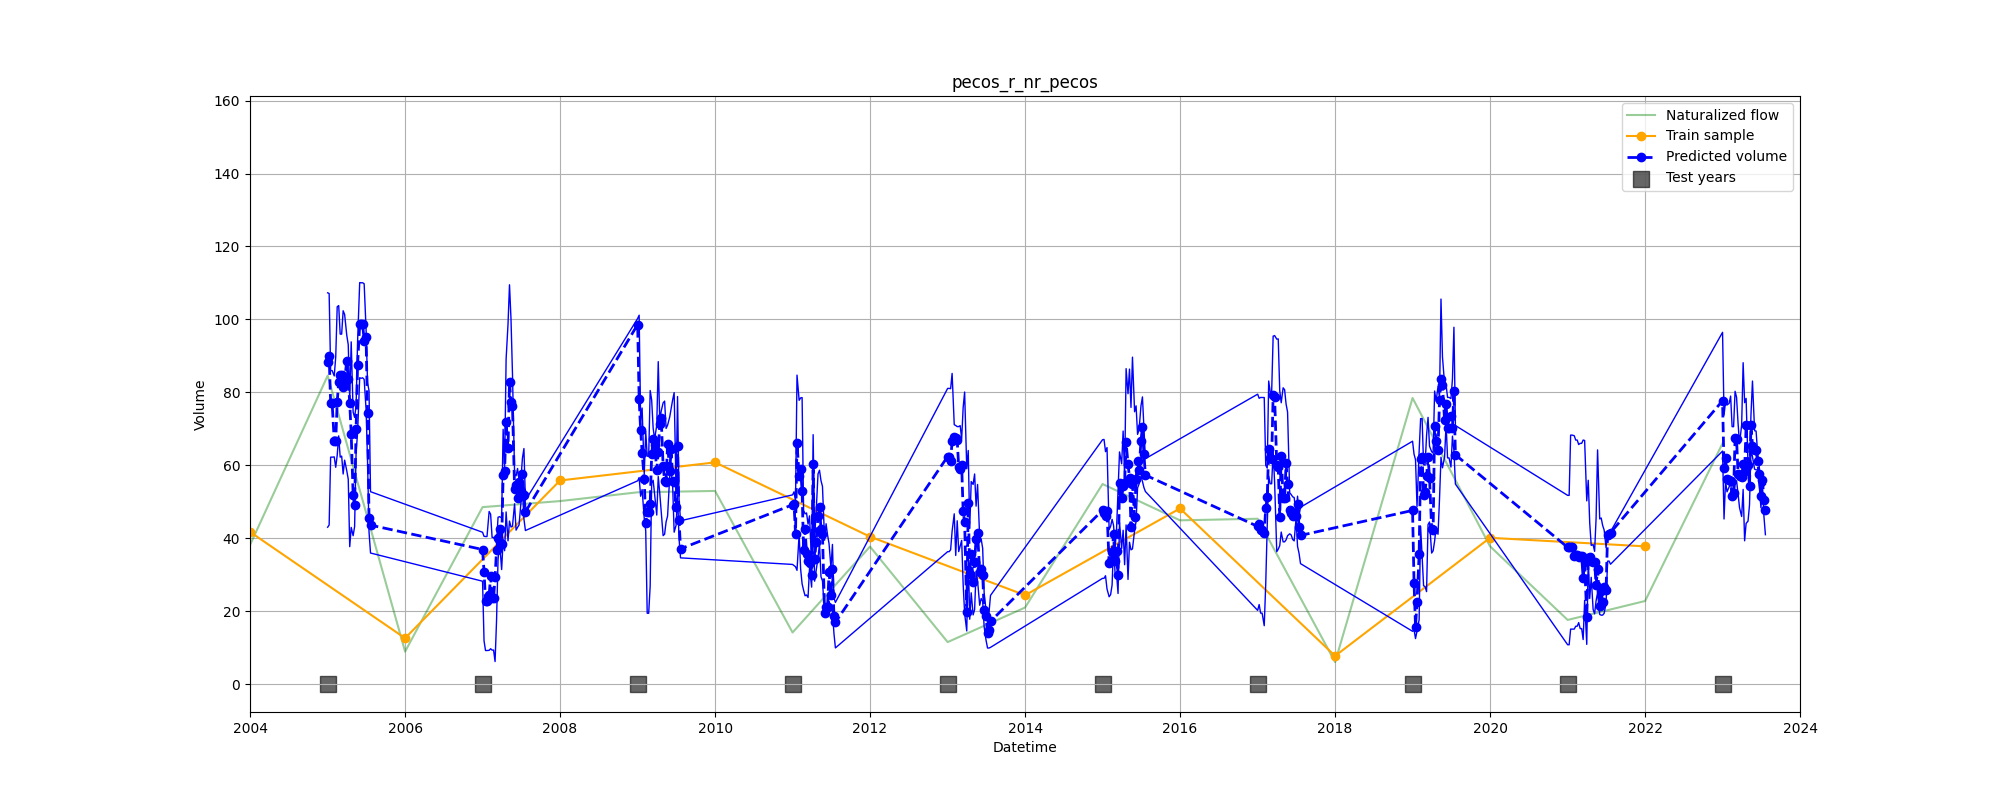 pecos_r_nr_pecos
160
140
120
100
80
60
40
20
0
Volume
Naturalized flow
Train sample
Predicted volume
Test years
2004 2006 2008 2010 2012 2014 2016 2018 2020 2022 2024
Datetime